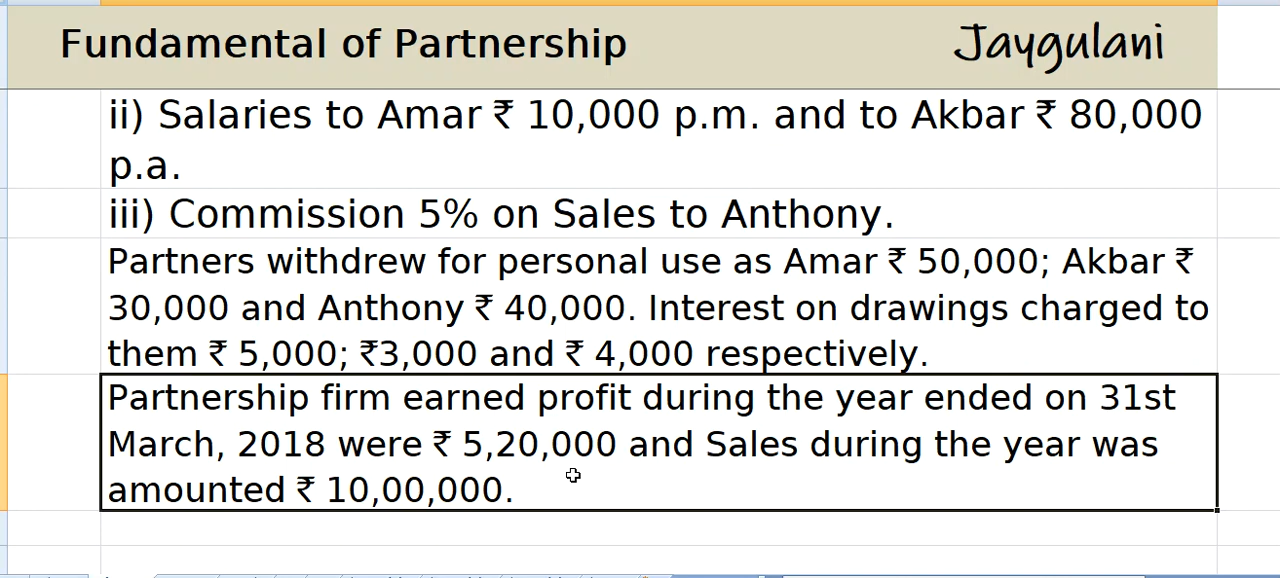 Fundamental of Partnership Jaygulani
ii) Salaries to Amar ₹ 10,000 p.m. and to Akbar ₹ 80,000
p.a.
iii) Commission 5% on Sales to Anthony.
Partners withdrew for personal use as Amar ₹ 50,000; Akbar ₹
30,000 and Anthony ₹ 40,000. Interest on drawings charged to
them ₹ 5,000; ₹3,000 and ₹ 4,000 respectively.
Partnership firm earned profit during the year ended on 31st
March, 2018 were ₹ 5,20,000 and Sales during the year was
amounted ₹ 10,00,000.